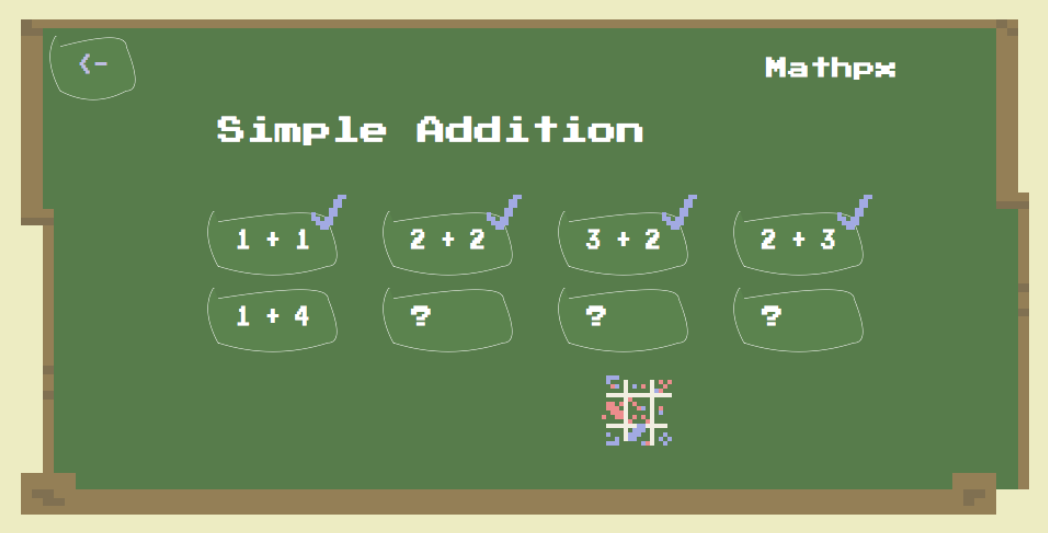 <-
Mathpx
Simple Addition
1 + 1
2 + 2
3 + 2
2 + 3
1 + 4
?
?
?